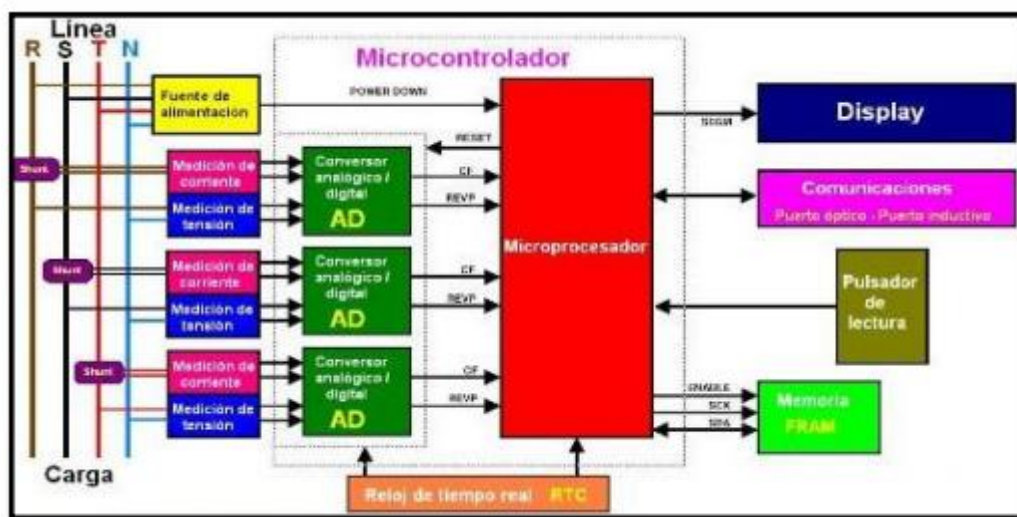 Línea
R S T N
Microcontrolador
Fuente de
alimentación
POWER DOWN
RESET
SEGM
Display
Shunt
Medición de
corriente
Medición de
tensión
Conversor
analógico /
digital
AD
CF
REVP
Microprocesador
Comunicaciones
Puerto óptico - Puerto inductivo
Shunt
Medición de
corriente
Medición de
tensión
Conversor
analógico /
digital
AD
CF
REVP
Pulsador
de
lectura
Shunt
Medición de
corriente
Medición de
tensión
Conversor
analógico /
digital
AD
CF
REVP
ENABLE
SCK
SDA
Memoria
FRAM
Carga
Reloj de tiempo real RTC